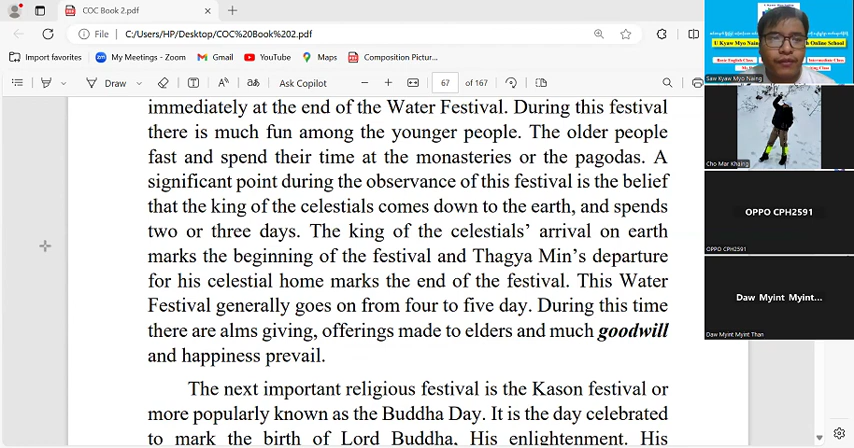 COC Book 2.pdf
File
C:/Users/HP/Desktop/COC%20Book%202.pdf
Import favorites
My Meetings - Zoom
Gmail
YouTube
Maps
Composition Pictur...
Draw
Ask Copilot
67 of 167
immediately at the end of the Water Festival. During this festival
there is much fun among the younger people. The older people
fast and spend their time at the monasteries or the pagodas. A
significant point during the observance of this festival is the belief
that the king of the celestials comes down to the earth, and spends
two or three days. The king of the celestials' arrival on earth
marks the beginning of the festival and Thagya Min's departure
for his celestial home marks the end of the festival. This Water
Festival generally goes on from four to five day. During this time
there are alms giving, offerings made to elders and much goodwill
and happiness prevail.
The next important religious festival is the Kason festival or
more popularly known as the Buddha Day. It is the day celebrated
to mark the birth of Lord Buddha, His enlightenment, His
Saw Kyaw Myo Naing
Cho Mar Khaing
OPPO CPH2591
OPPO CPH2591
Daw Myint Myint...
Daw Myint Myint Than